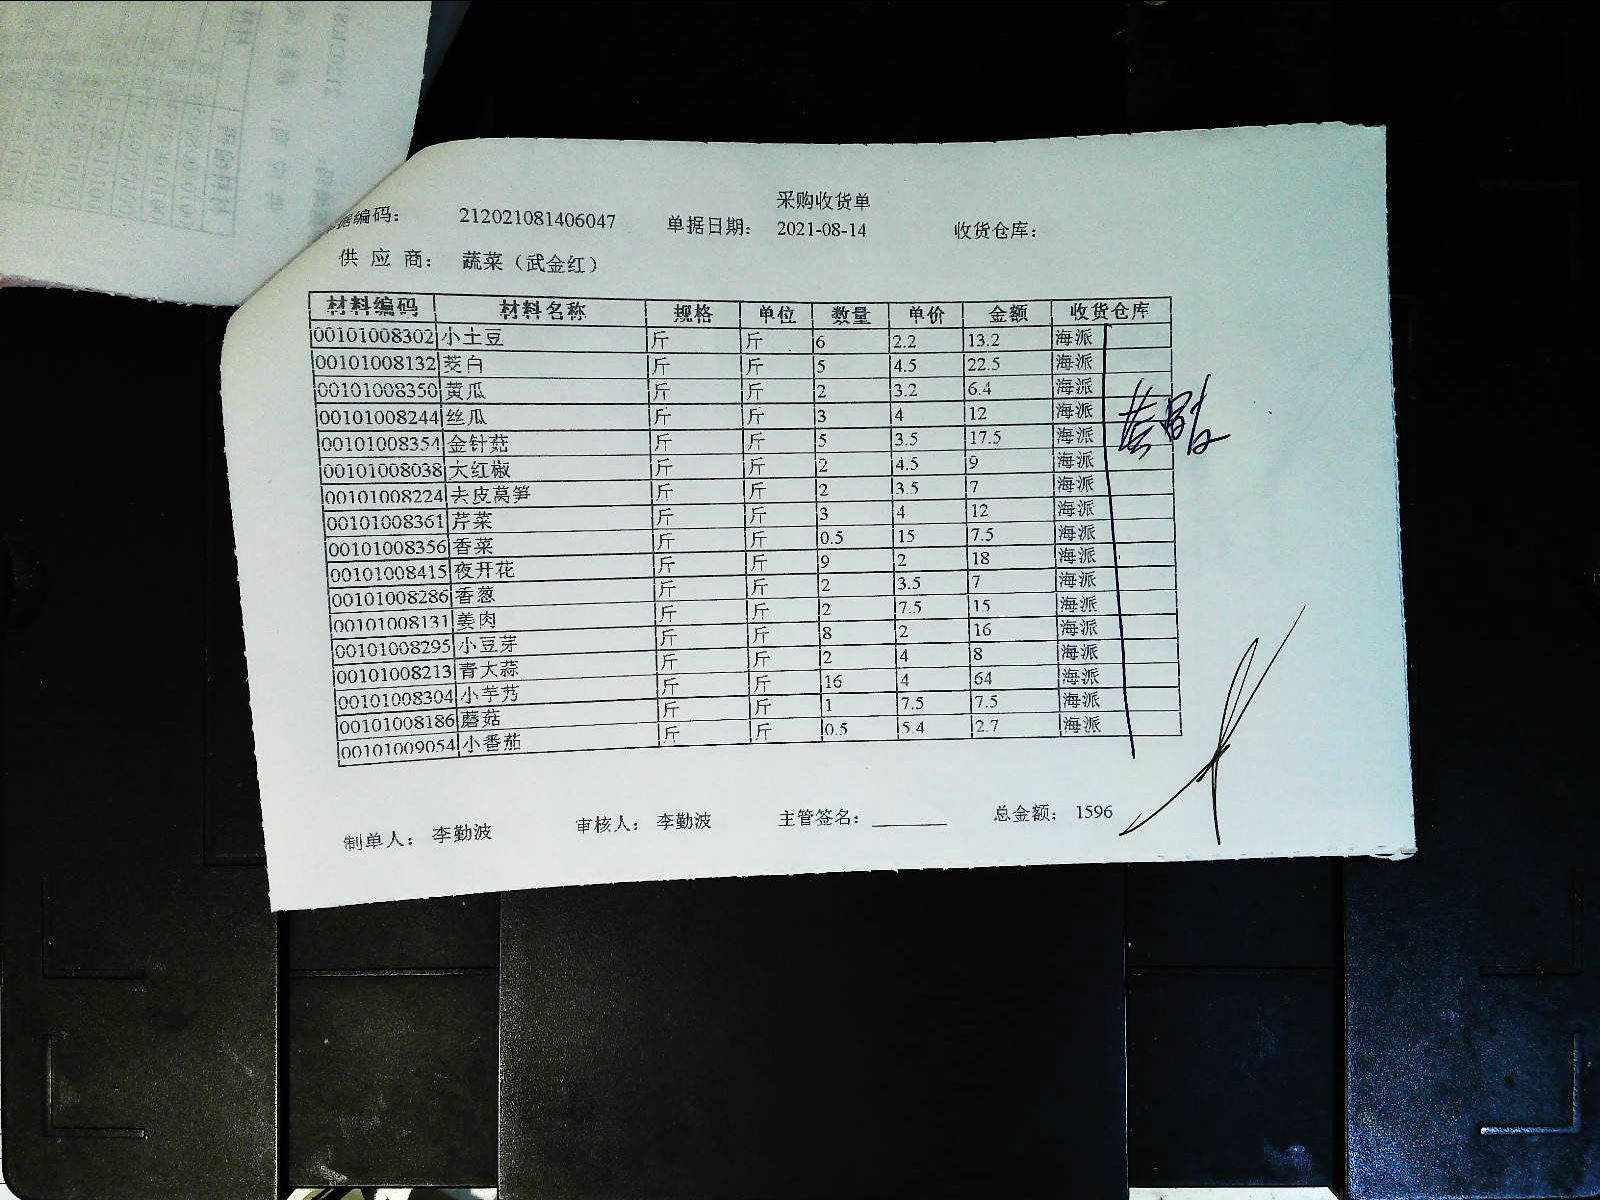 采购收货单
据编码： 212021081406047 单据日期： 2021-08-14 收货仓库：
供 应 商： 蔬菜（武金红）
材料编码 材料名称 规格 单位 数量 单价 金额 收货仓库
00101008302 小土豆 斤 斤 6 2.2 13.2 海派
00101008132 茭白 斤 斤 5 4.5 22.5 海派
00101008350 黄瓜 斤 斤 2 3.2 6.4 海派
00101008244 丝瓜 斤 斤 3 4 12 海派
00101008354 金针菇 斤 斤 5 3.5 17.5 海派
00101008038 大红椒 斤 斤 2 4.5 9 海派
00101008224 去皮莴笋 斤 斤 2 3.5 7 海派
00101008361 芹菜 斤 斤 3 4 12 海派
00101008356 香菜 斤 斤 0.5 15 7.5 海派
00101008415 夜开花 斤 斤 9 2 18 海派
00101008286 香葱 斤 斤 2 3.5 7 海派
00101008131 姜肉 斤 斤 2 7.5 15 海派
00101008295 小豆芽 斤 斤 8 2 16 海派
00101008213 青大蒜 斤 斤 2 4 8 海派
00101008304 小芋艿 斤 斤 16 4 64 海派
00101008186 蘑菇 斤 斤 1 7.5 7.5 海派
00101009054 小番茄 斤 斤 0.5 5.4 2.7 海派
制单人： 李勤波 审核人： 李勤波 主管签名：______ 总金额： 1596